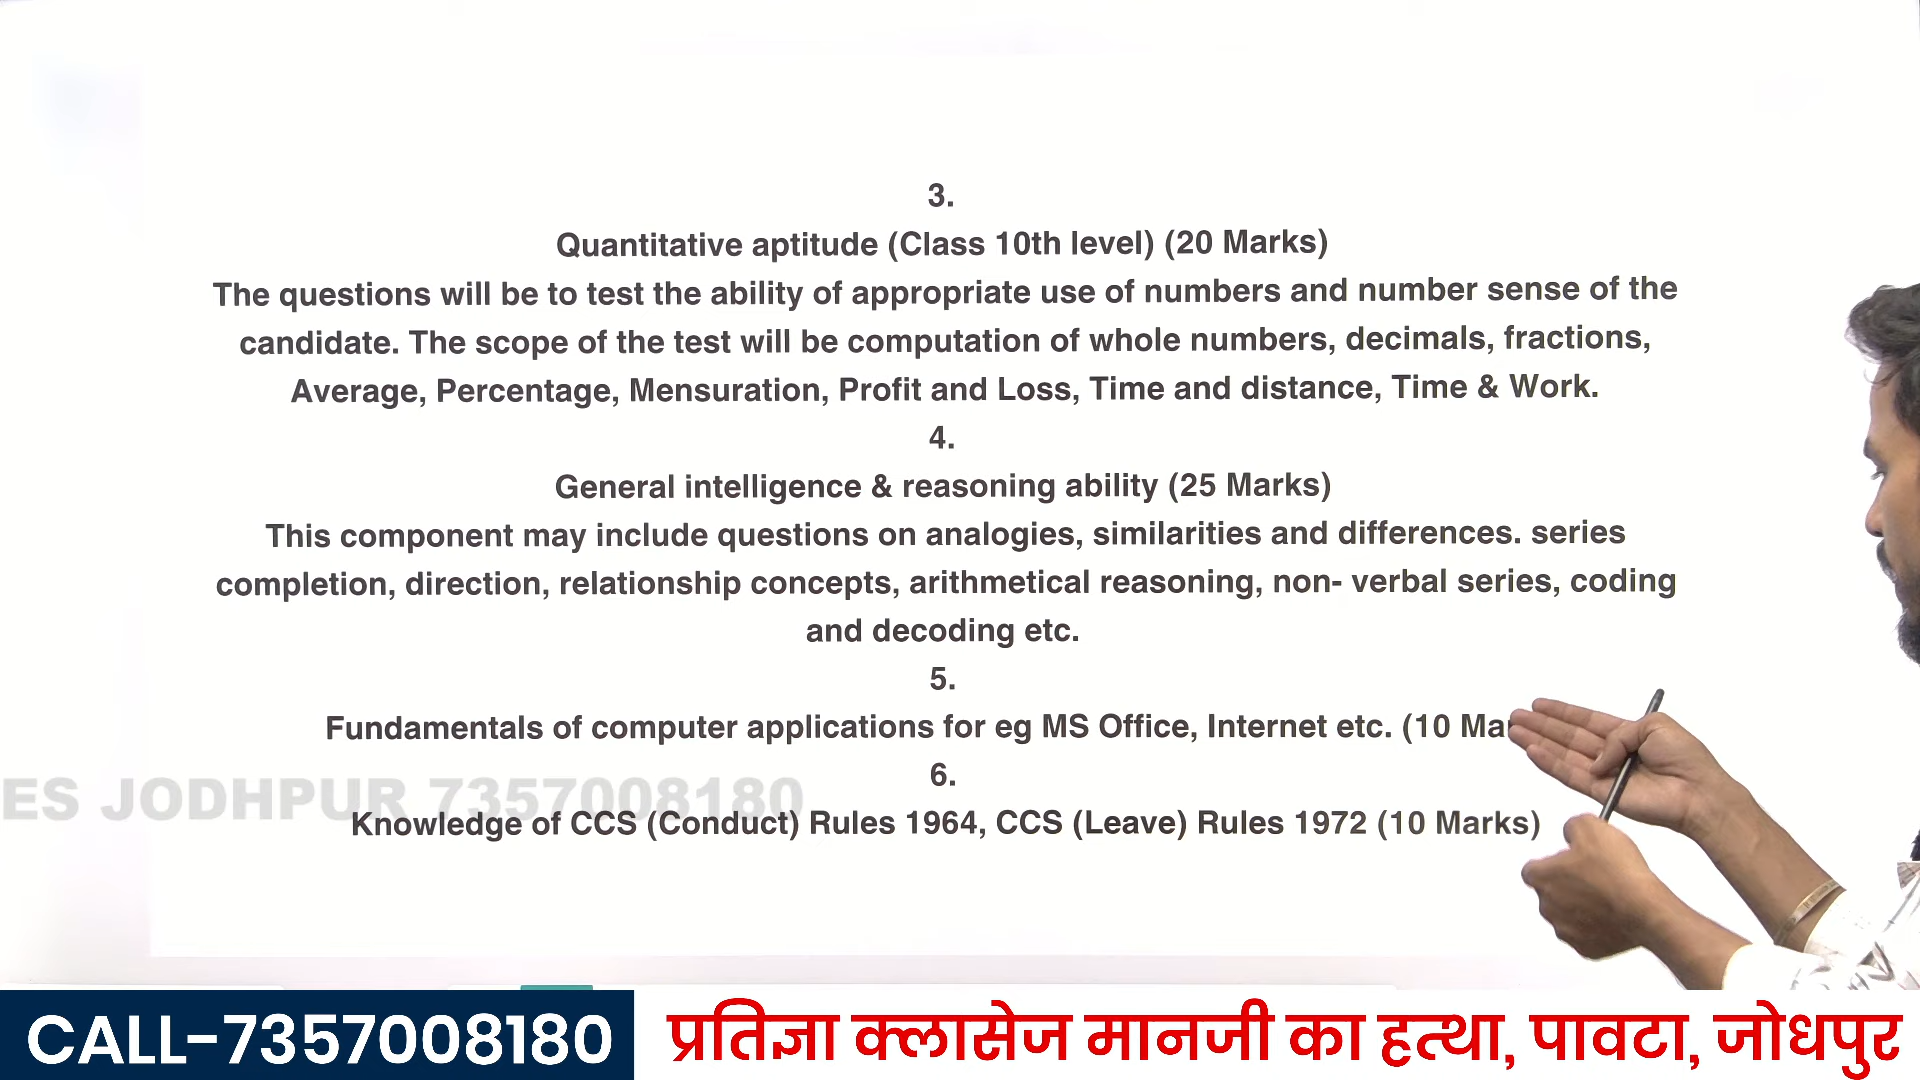 3.
Quantitative aptitude (Class 10th level) (20 Marks)
The questions will be to test the ability of appropriate use of numbers and number sense of the
candidate. The scope of the test will be computation of whole numbers, decimals, fractions,
Average, Percentage, Mensuration, Profit and Loss, Time and distance, Time & Work.
4.
General intelligence & reasoning ability (25 Marks)
This component may include questions on analogies, similarities and differences. series
completion, direction, relationship concepts, arithmetical reasoning, non- verbal series, coding
and decoding etc.
5.
Fundamentals of computer applications for eg MS Office, Internet etc. (10
6.
ES JODHPUR 7357008180
Knowledge of CCS (Conduct) Rules 1964, CCS (Leave) Rules 1972 (10 Marks)
CALL-7357008180
प्रतिज्ञा क्लासेज मानजी का हत्था, पावटा, जोधपुर